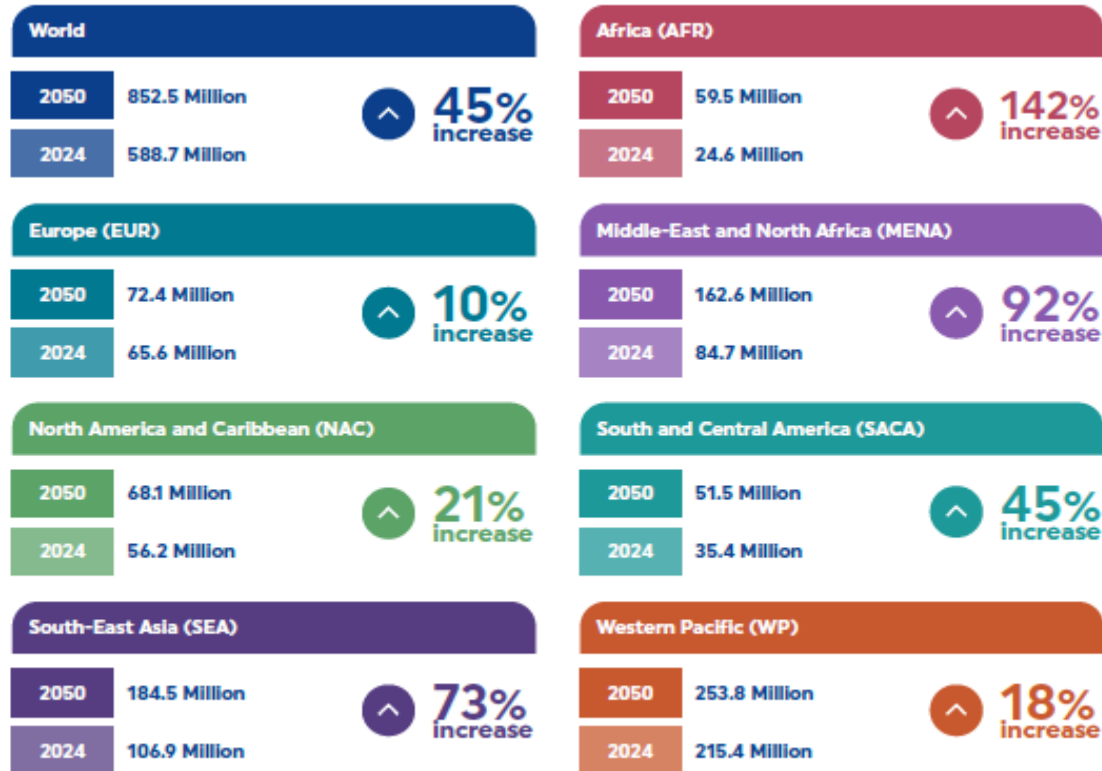 World
2050 852.5 Million
45%
increase
2024 588.7 Million
Africa (AFR)
2050 59.5 Million
142%
increase
2024 24.6 Million
Europe (EUR)
2050 72.4 Million
10%
increase
2024 65.6 Million
Middle-East and North Africa (MENA)
2050 162.6 Million
92%
increase
2024 84.7 Million
North America and Caribbean (NAC)
2050 68.1 Million
21%
increase
2024 56.2 Million
South and Central America (SACA)
2050 51.5 Million
45%
increase
2024 35.4 Million
South-East Asia (SEA)
2050 184.5 Million
73%
increase
2024 106.9 Million
Western Pacific (WP)
2050 253.8 Million
18%
increase
2024 215.4 Million